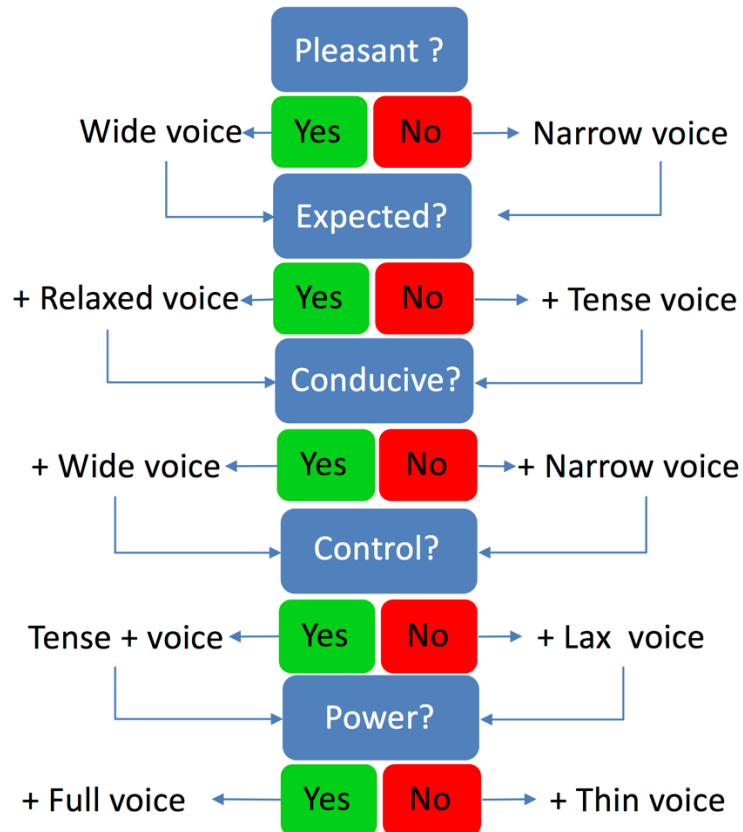 Pleasant ?
Wide voice Yes No Narrow voice
Expected?
+ Relaxed voice Yes No + Tense voice
Conducive?
+ Wide voice Yes No + Narrow voice
Control?
Tense + voice Yes No + Lax voice
Power?
+ Full voice Yes No + Thin voice